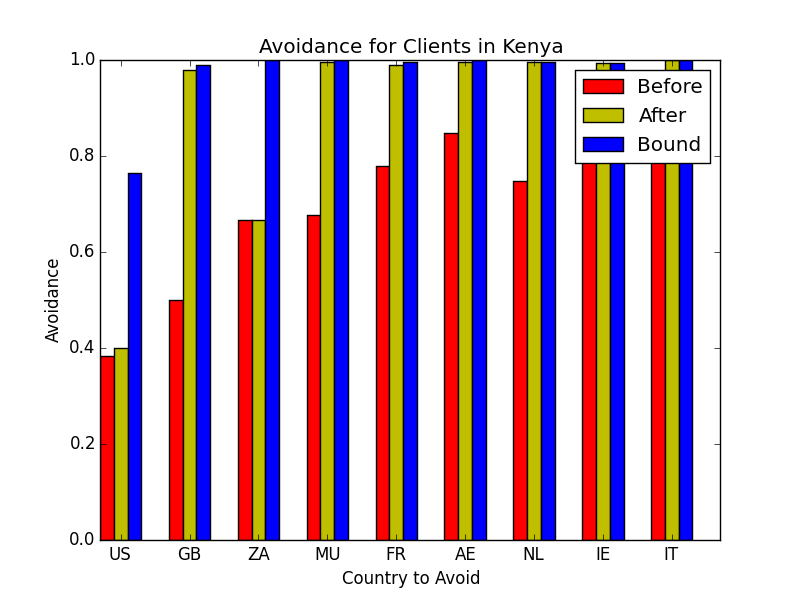 Avoidance for Clients in Kenya
1.0
0.8
0.6
0.4
0.2
0.0
Avoidance
Before
After
Bound
US GB ZA MU FR AE NL IE IT
Country to Avoid